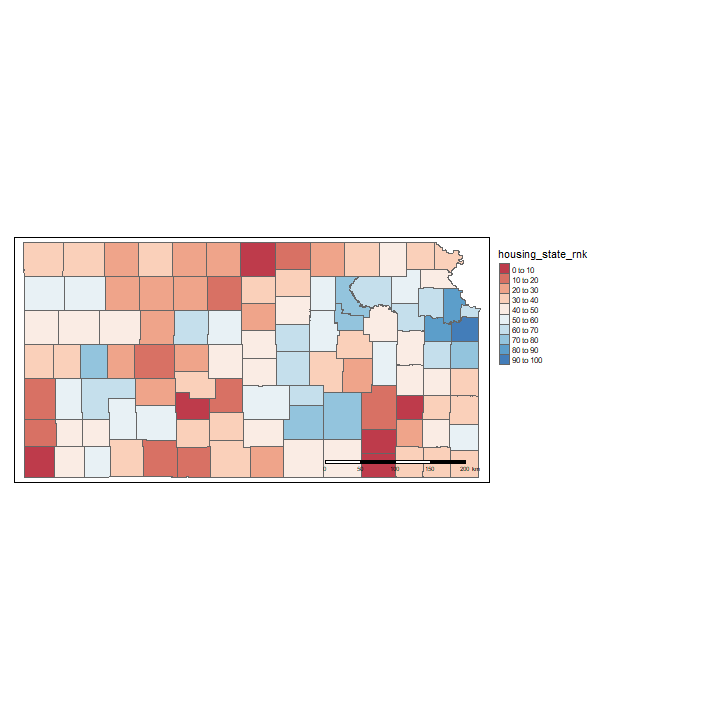 housing_state_rnk
0 to 10
10 to 20
20 to 30
30 to 40
40 to 50
50 to 60
60 to 70
70 to 80
80 to 90
90 to 100
0 50 100 150 200 km